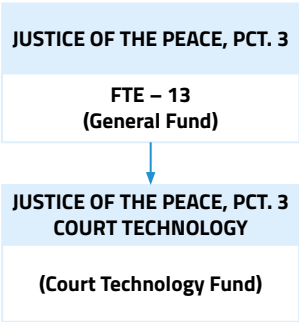 JUSTICE OF THE PEACE, PCT. 3
FTE – 13
(General Fund)
JUSTICE OF THE PEACE, PCT. 3
COURT TECHNOLOGY
(Court Technology Fund)